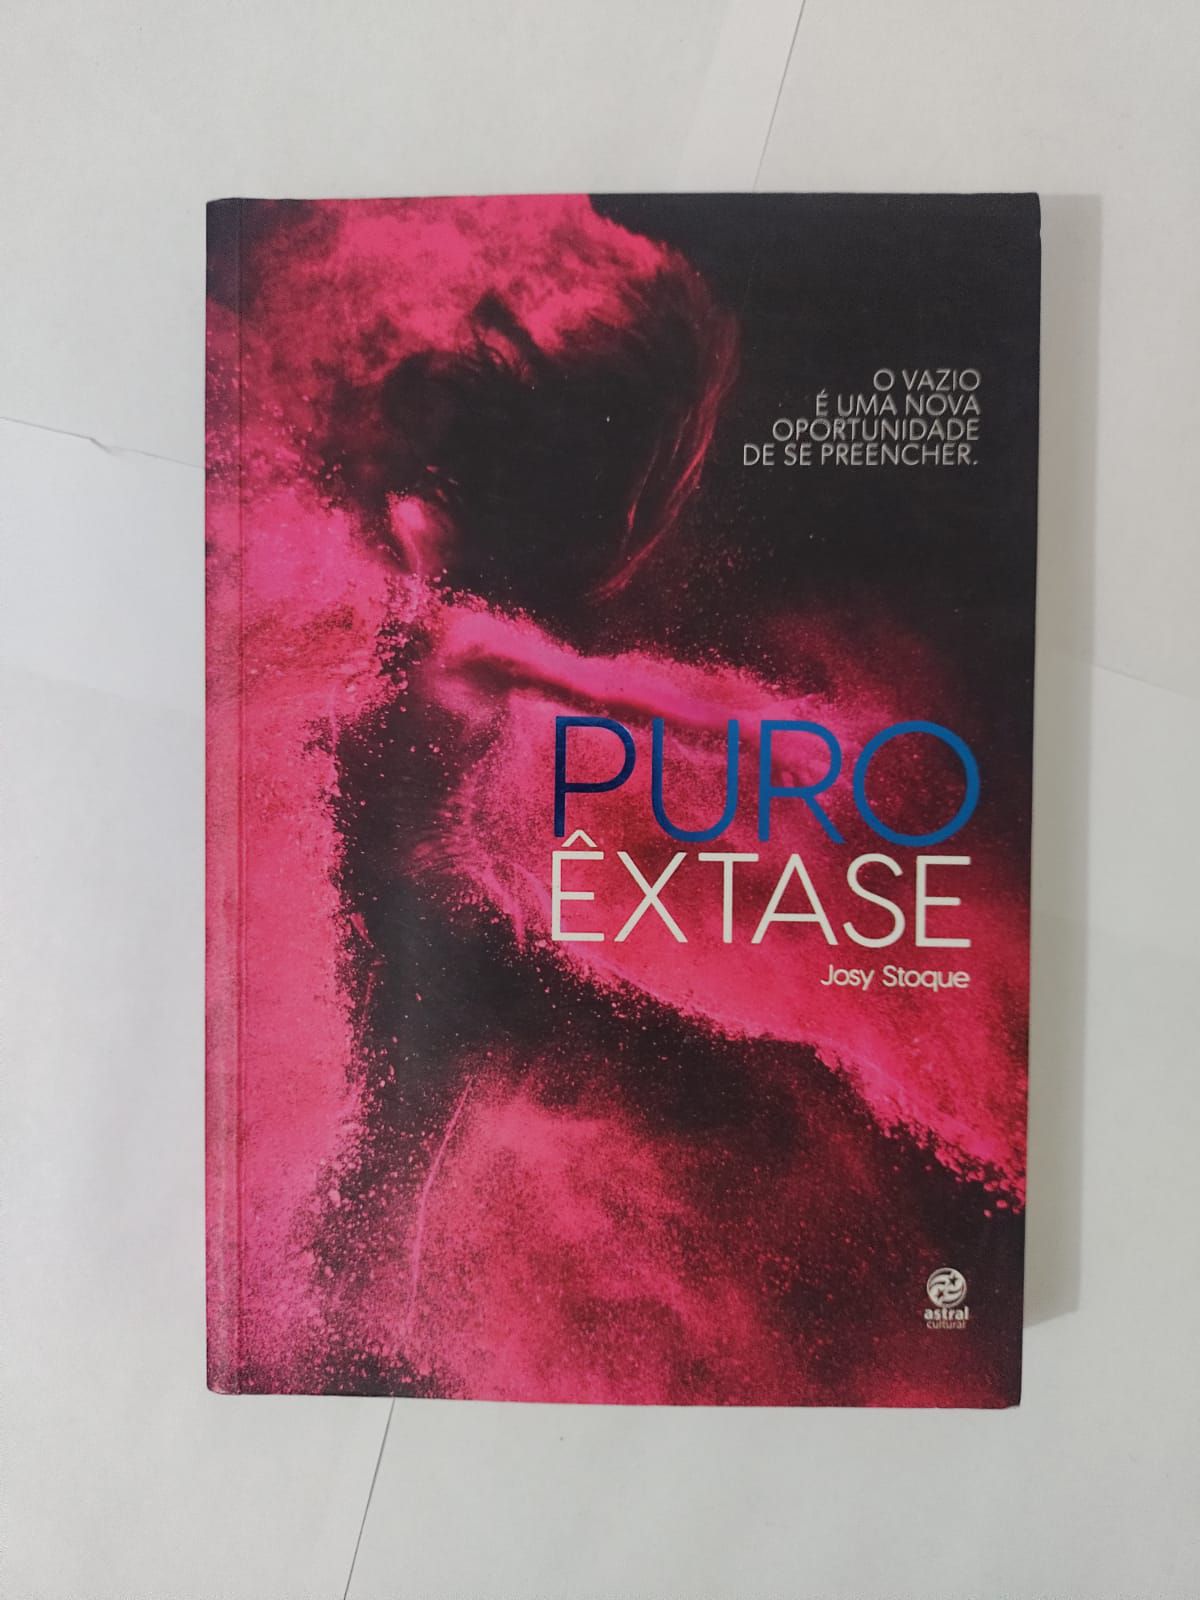 O VAZIO
É UMA NOVA
OPORTUNIDADE
DE SE PREENCHER.
PURO
ÊXTASE
Josy Stoque
astral
cultural